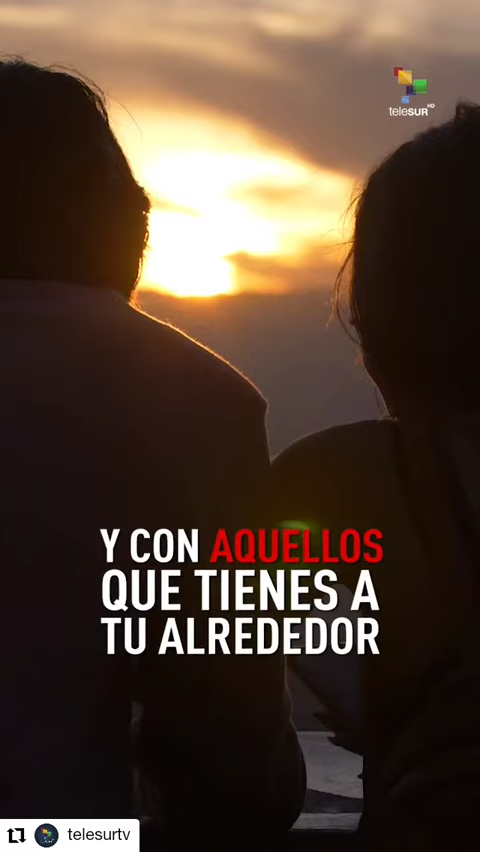 teleSUR HD
Y CON AQUELLOS
QUE TIENES A
TU ALREDEDOR
telesurtv